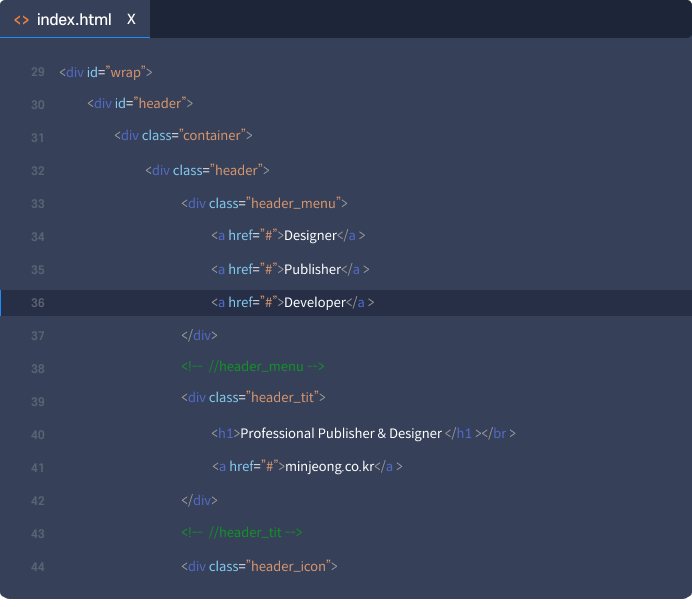 <> index.html X
29 <div id="wrap">
30 <div id="header">
31 <div class="container">
32 <div class="header">
33 <div class="header_menu">
34 <a href="#">Designer</a >
35 <a href="#">Publisher</a >
36 <a href="#">Developer</a >
37 </div>
38 <!-- //header_menu -->
39 <div class="header_tit">
40 <h1>Professional Publisher & Designer </h1 ></br >
41 <a href="#">minjeong.co.kr</a >
42 </div>
43 <!-- //header_tit -->
44 <div class="header_icon">